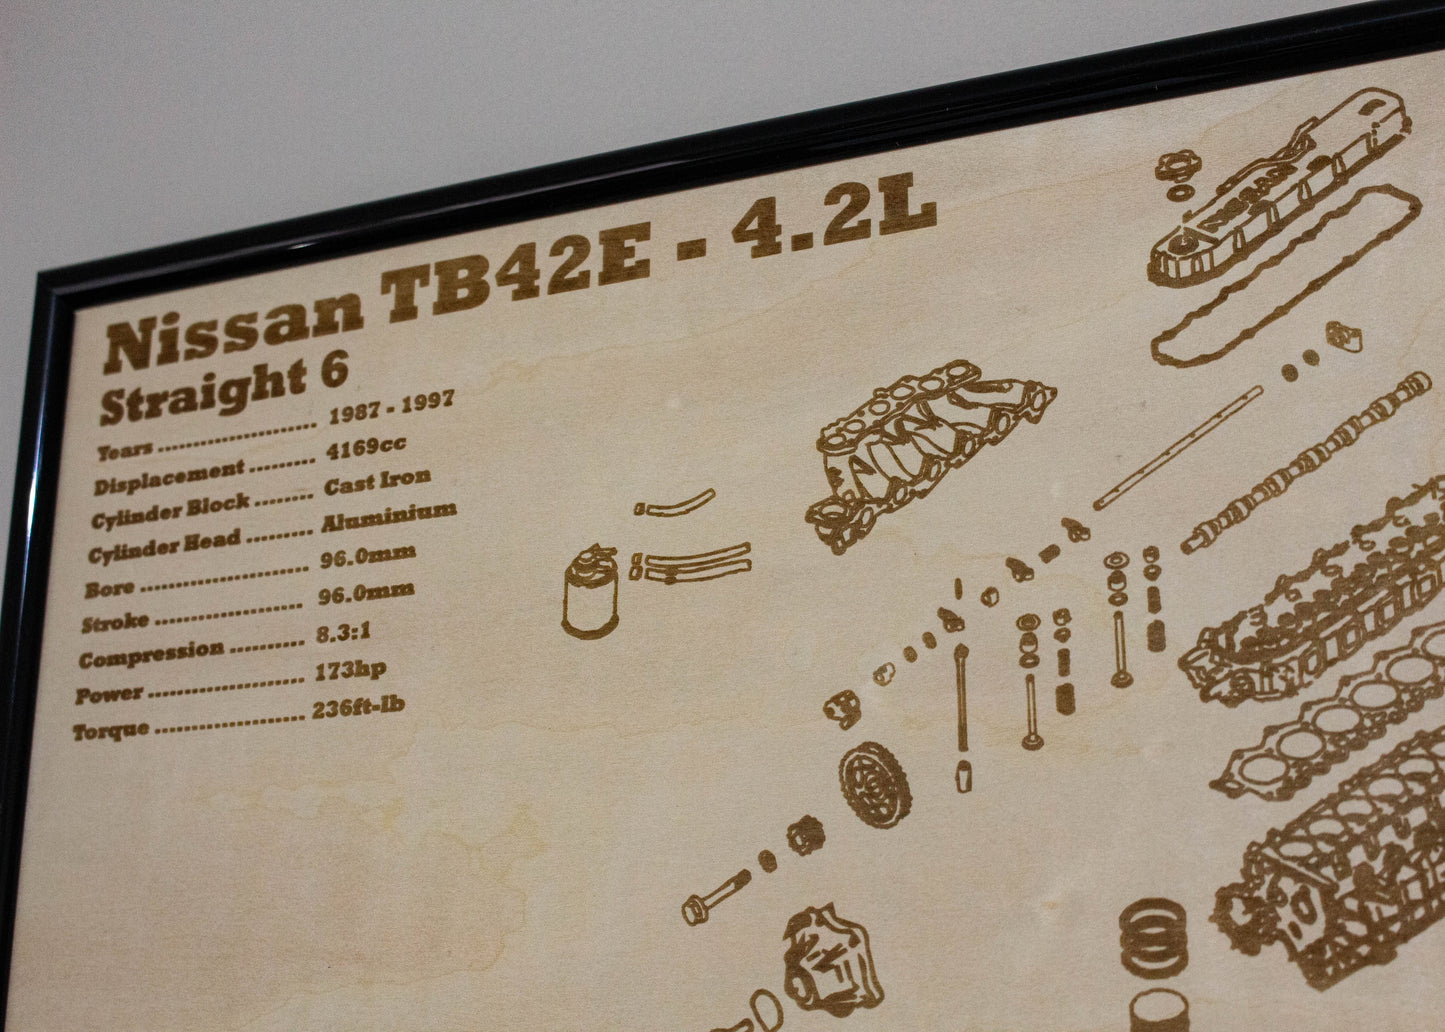 Nissan TB42E - 4.2L
Straight 6
Years ...................... 1987 - 1997
Displacement ......... 4169cc
Cylinder Block ........ Cast Iron
Cylinder Head ......... Aluminium
Bore ....................... 96.0mm
Stroke .................... 96.0mm
Compression .......... 8.3:1
Power ..................... 173hp
Torque .................... 236ft-lb
NISSAN